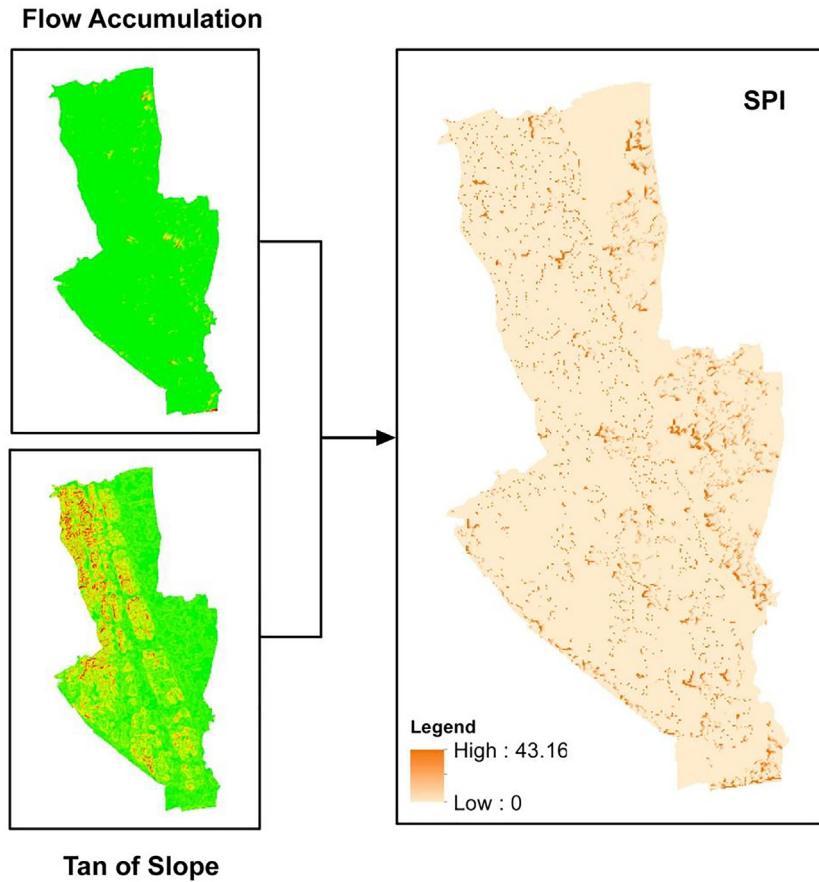 Flow Accumulation
SPI
Legend
High : 43.16
Low : 0
Tan of Slope